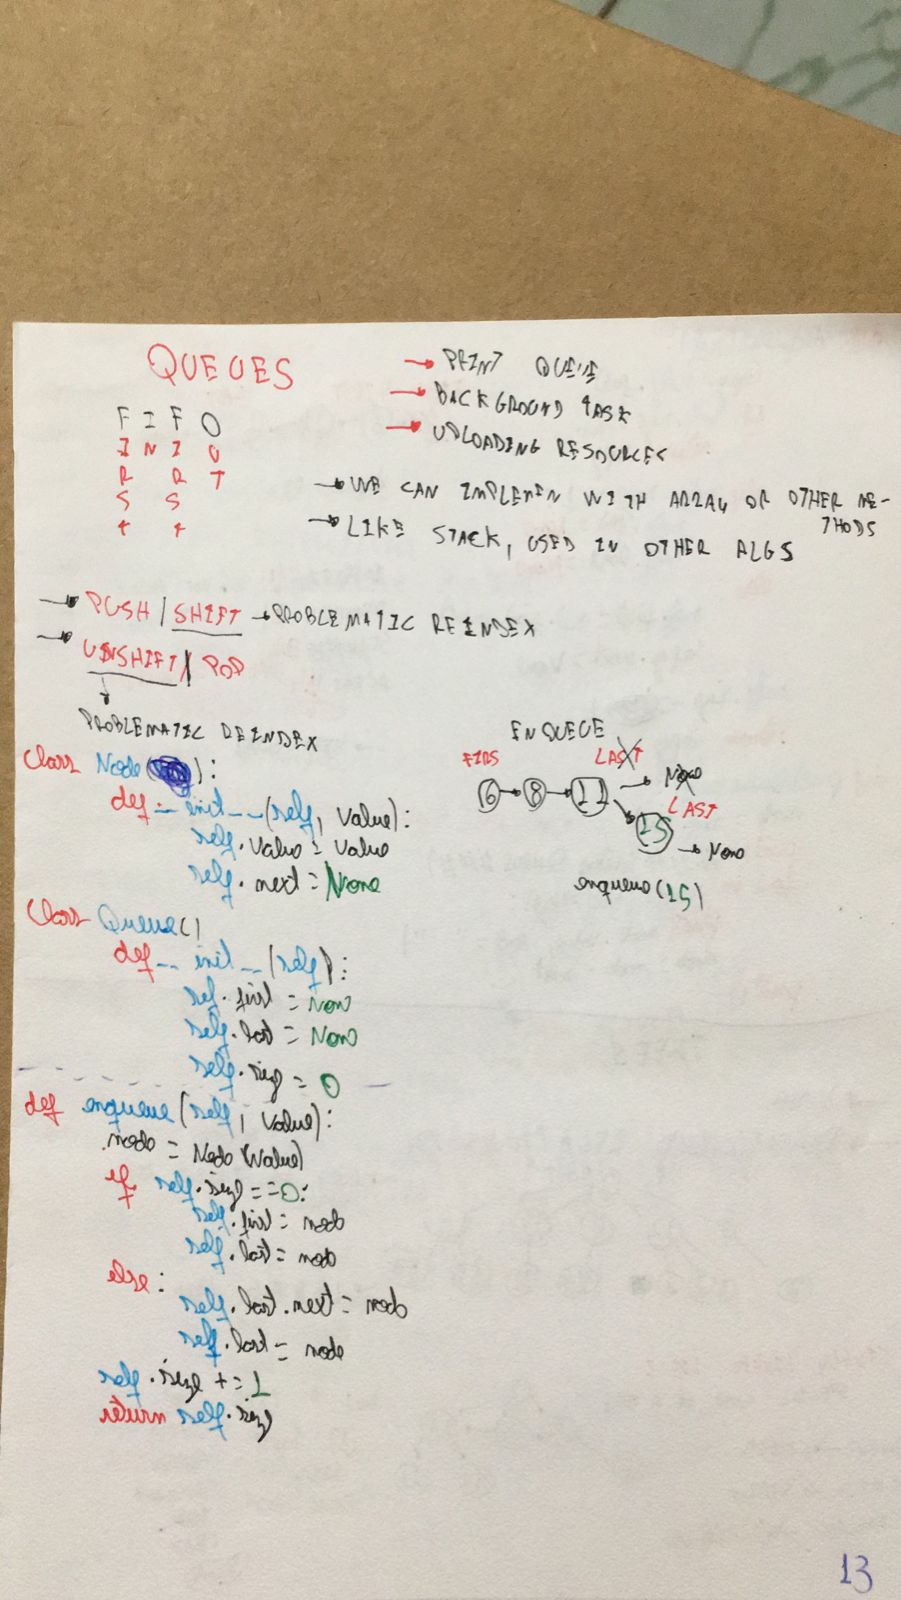 QUEUES
F I F O
I N I U
R R T
S S
T T
→ PRINT QUEUE
→ BACKGROUND TASK
→ UPLOADING RESOURCES
→ WE CAN IMPLEMEN WITH ARRAY OR OTHER ME-
THODS
→ LIKE STACK, USED IN OTHER ALGS
→ PUSH / SHIFT → PROBLEMATIC REINDEX
→ UNSHIFT / POP
PROBLEMATIC REINDEX
ENQUEUE
FIRS LAST
6 → 8 → 11 → None
LAST
15 → None
enqueue(15)
Class Node( ):
def __init__(self, value):
self.value = value
self.next = None
Class Queue()
def __init__(self):
self.first = None
self.last = None
self.size = 0
def enqueue(self, value):
node = Node(value)
if self.size == 0:
self.first = node
self.last = node
else:
self.last.next = node
self.last = node
self.size += 1
return self.size
13